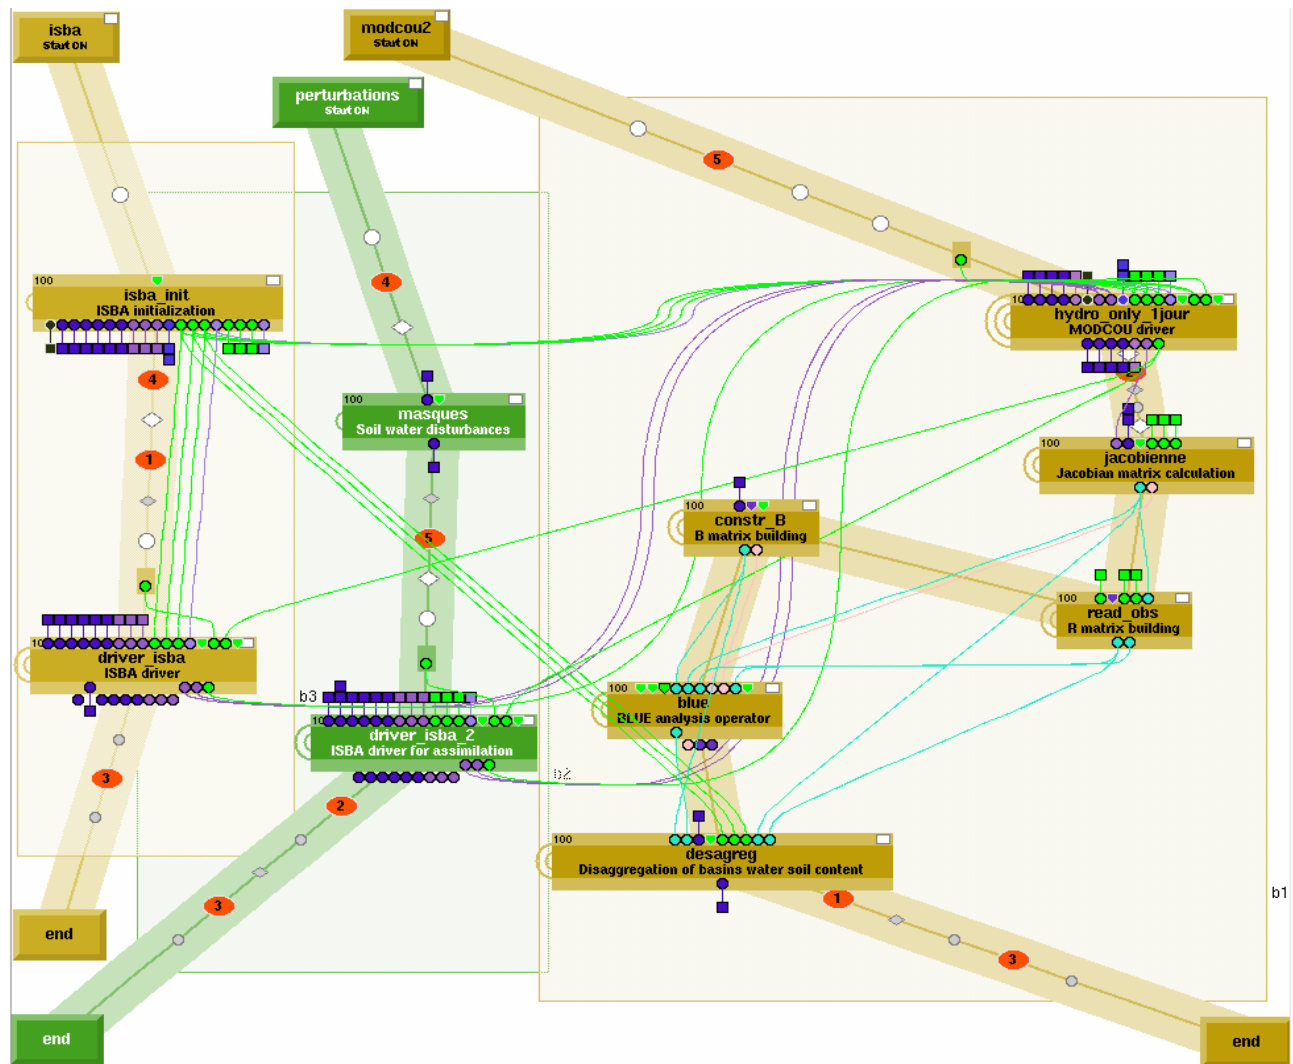 isba
Start ON
modcou2
Start ON
perturbations
Start ON
5
4
100
isba_init
ISBA initialization
hydro_only_1jour
MODCOU driver
4
100
masques
Soil water disturbances
1
100
jacobienne
Jacobian matrix calculation
100
constr_B
B matrix building
5
100
read_obs
R matrix building
driver_isba
ISBA driver
b3
100
blue
BLUE analysis operator
driver_isba_2
ISBA driver for assimilation
b2
3
2
100
desagreg
Disaggregation of basins water soil content
b1
1
3
end
3
end
end